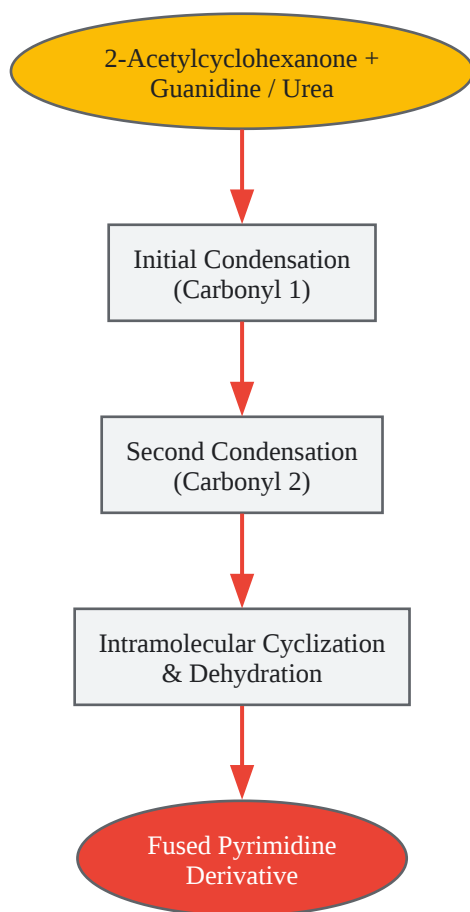 2-Acetylcyclohexanone +
Guanidine / Urea
Initial Condensation
(Carbonyl 1)
Second Condensation
(Carbonyl 2)
Intramolecular Cyclization
& Dehydration
Fused Pyrimidine
Derivative